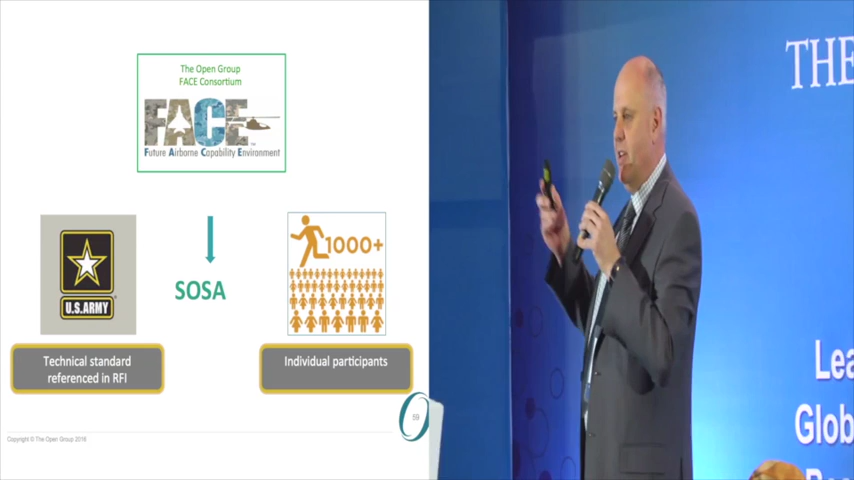 The Open Group
FACE Consortium
FACE™
Future Airborne Capability Environment
U.S.ARMY
1000+
SOSA
Technical standard
referenced in RFI
Individual participants
59
Copyright © The Open Group 2016
THE
Lea
Glob